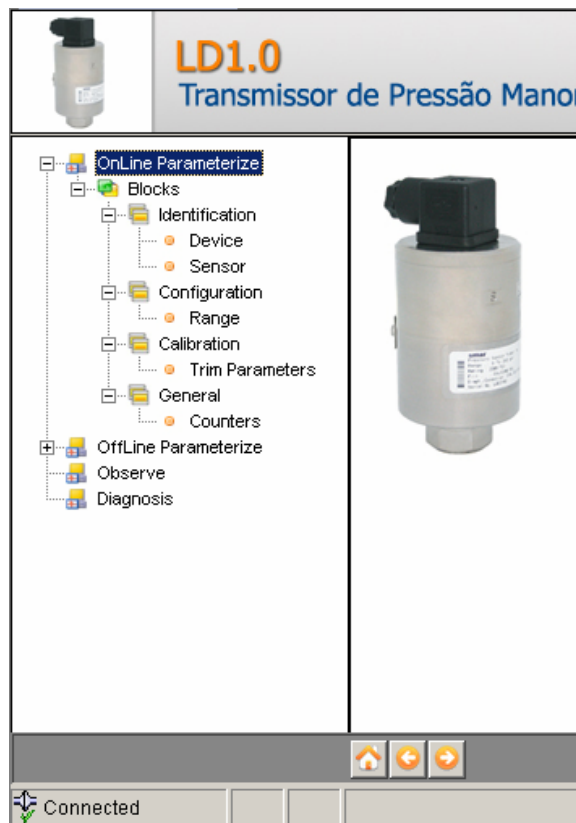 LD1.0
Transmissor de Pressão Manor
OnLine Parameterize
Blocks
Identification
Device
Sensor
Configuration
Range
Calibration
Trim Parameters
General
Counters
OffLine Parameterize
Observe
Diagnosis
smar
Connected